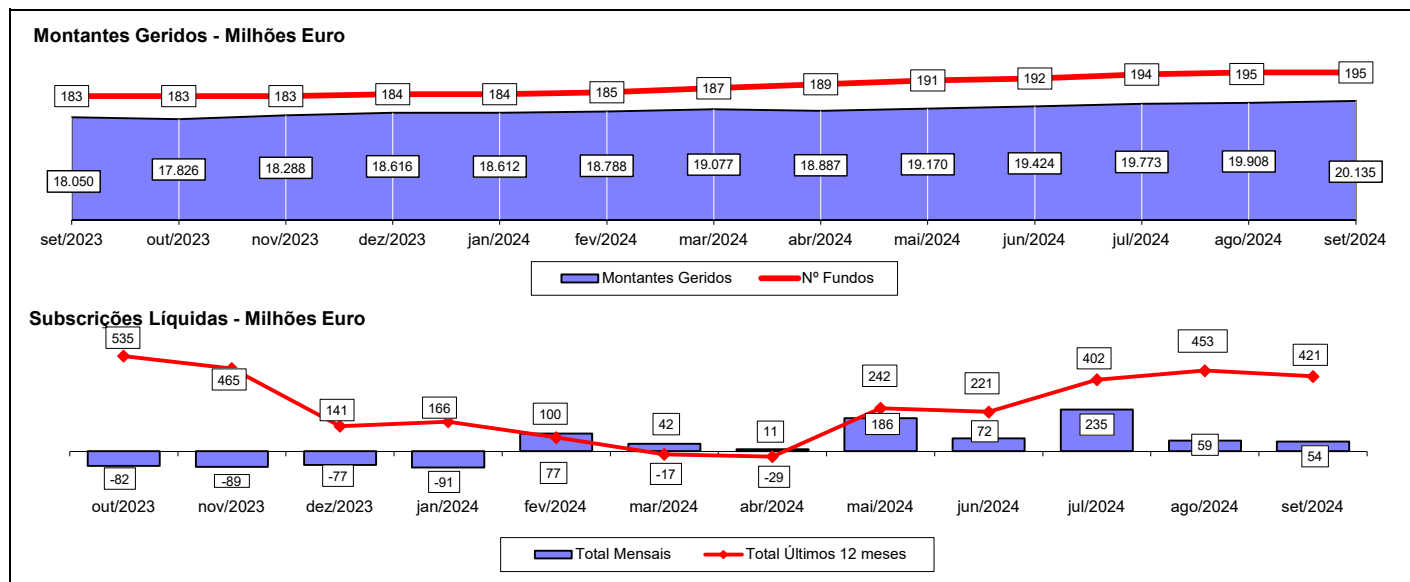 Montantes Geridos - Milhões Euro
183 183 183 184 184 185 187 189 191 192 194 195 195
18.050 17.826 18.288 18.616 18.612 18.788 19.077 18.887 19.170 19.424 19.773 19.908 20.135
set/2023 out/2023 nov/2023 dez/2023 jan/2024 fev/2024 mar/2024 abr/2024 mai/2024 jun/2024 jul/2024 ago/2024 set/2024
Montantes Geridos Nº Fundos
Subscrições Líquidas - Milhões Euro
535 465 141 166 100 42 11 242 221 402 453 421
186 72 235 59 54
-82 -89 -77 -91 77 -17 -29
out/2023 nov/2023 dez/2023 jan/2024 fev/2024 mar/2024 abr/2024 mai/2024 jun/2024 jul/2024 ago/2024 set/2024
Total Mensais Total Últimos 12 meses